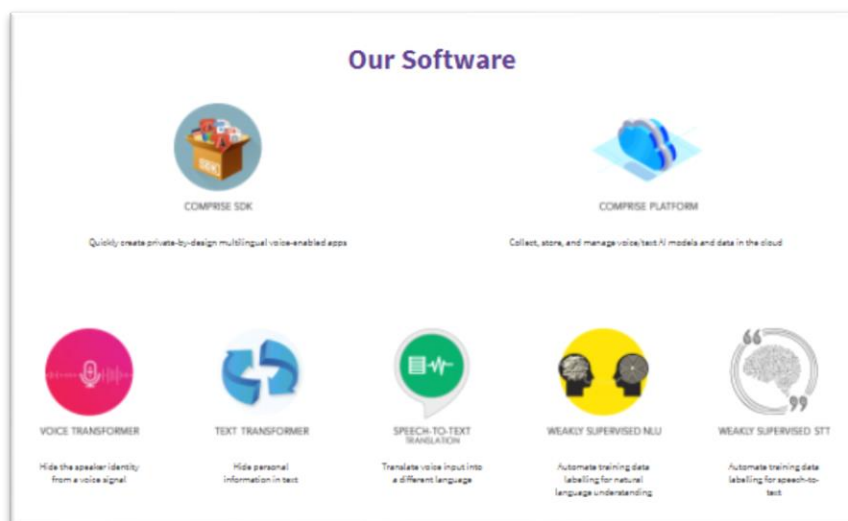 Our Software
SDK
COMPRISE SDK
COMPRISE PLATFORM
Quickly create private-by-design multilingual voice-enabled apps
Collect, store, and manage voice/text AI models and data in the cloud
VOICE TRANSFORMER
TEXT TRANSFORMER
SPEECH-TO-TEXT
TRANSLATION
WEAKLY SUPERVISED NLU
WEAKLY SUPERVISED STT
Hide the speaker identity
from a voice signal
Hide personal
information in text
Translate voice input into
a different language
Automate training data
labelling for natural
language understanding
Automate training data
labelling for speech-to-
text